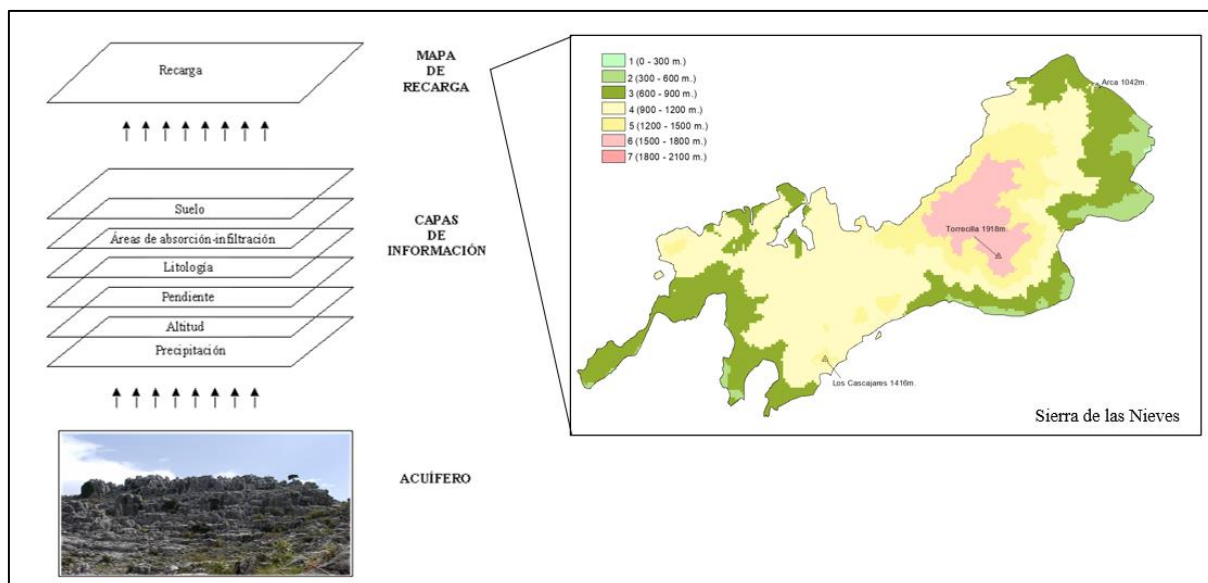 Recarga
MAPA
DE
RECARGA
Suelo
Áreas de absorción-infiltración
Litología
Pendiente
Altitud
Precipitación
CAPAS
DE
INFORMACIÓN
ACUÍFERO
1 (0 - 300 m.)
2 (300 - 600 m.)
3 (600 - 900 m.)
4 (900 - 1200 m.)
5 (1200 - 1500 m.)
6 (1500 - 1800 m.)
7 (1800 - 2100 m.)
Arca 1042m.
Torrecilla 1918m.
Los Cascajares 1416m.
Sierra de las Nieves